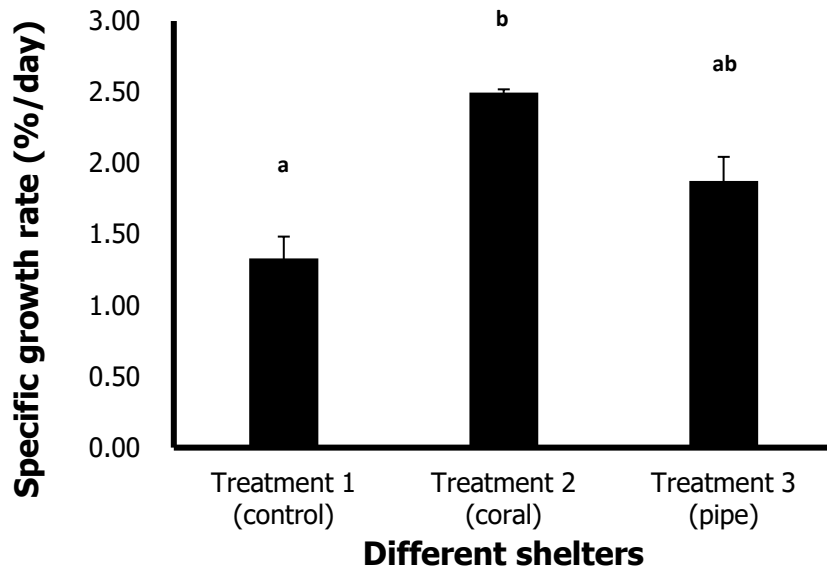 Specific growth rate (%/day)
3.00
2.50
2.00
1.50
1.00
0.50
0.00
a
b
ab
Treatment 1
(control)
Treatment 2
(coral)
Treatment 3
(pipe)
Different shelters